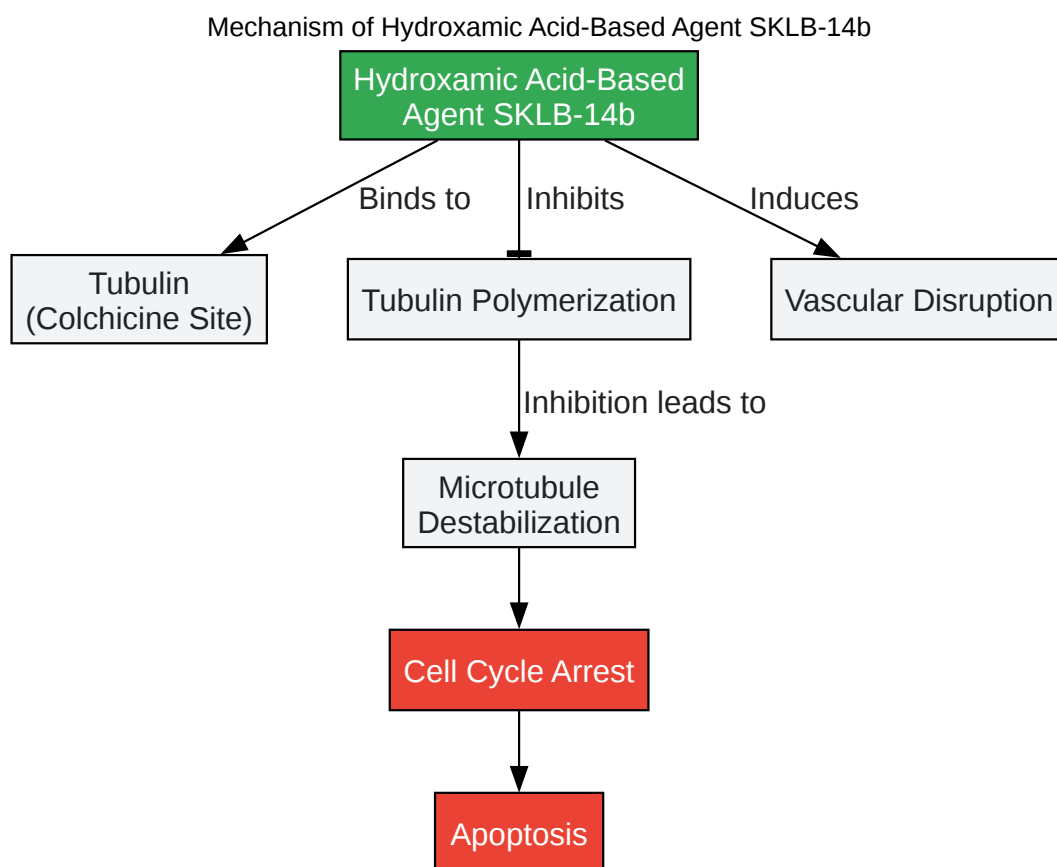 Mechanism of Hydroxamic Acid-Based Agent SKLB-14b
Hydroxamic Acid-Based
Agent SKLB-14b
Binds to
Inhibits
Induces
Tubulin
(Colchicine Site)
Tubulin Polymerization
Vascular Disruption
Inhibition leads to
Microtubule
Destabilization
Cell Cycle Arrest
Apoptosis